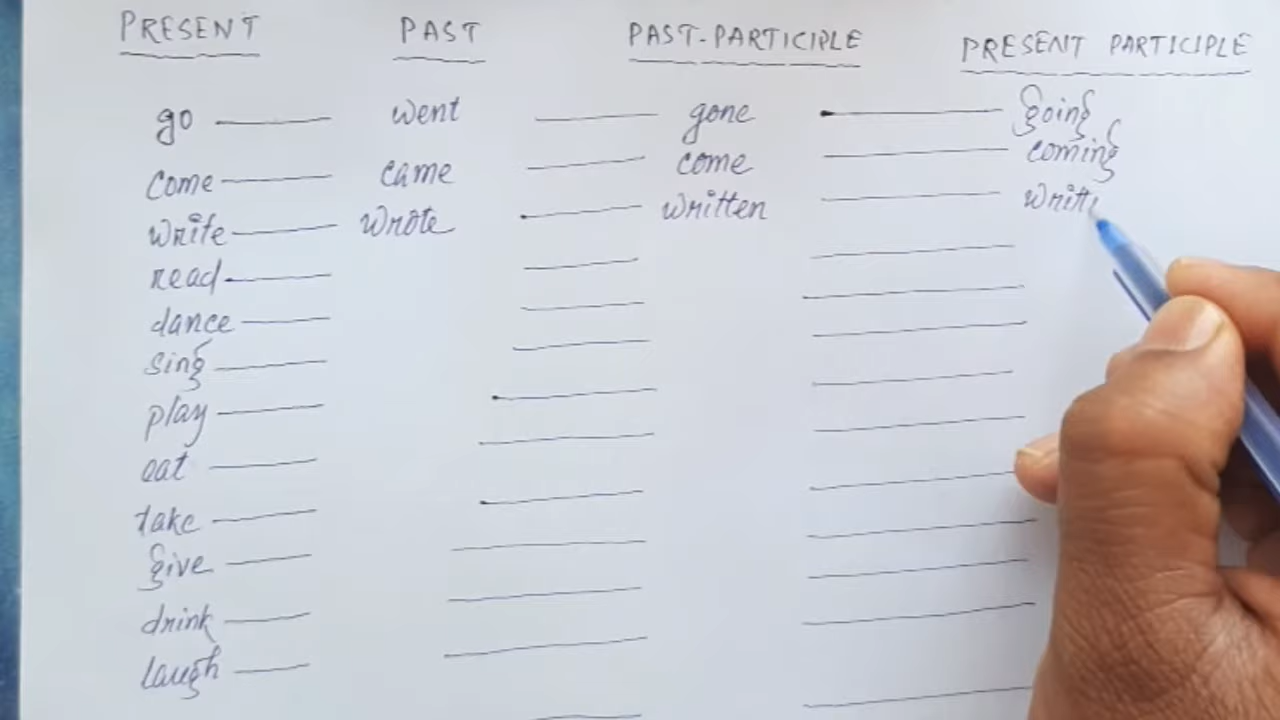 PRESENT PAST PAST-PARTICIPLE PRESENT PARTICIPLE
go went gone going
come came come coming
write wrote written writi
read
dance
sing
play
eat
take
give
drink
laugh